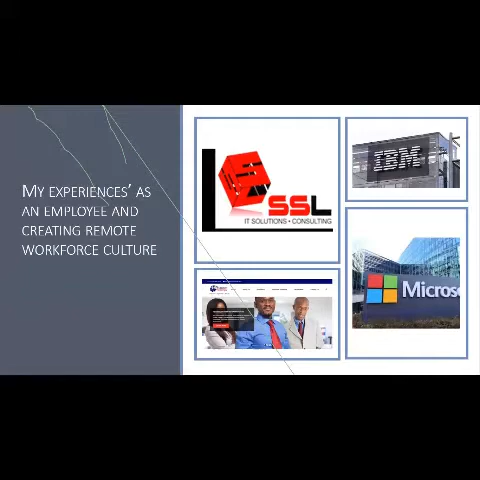 MY EXPERIENCES' AS
AN EMPLOYEE AND
CREATING REMOTE
WORKFORCE CULTURE
SSL
IT SOLUTIONS • CONSULTING
IBM
Microso